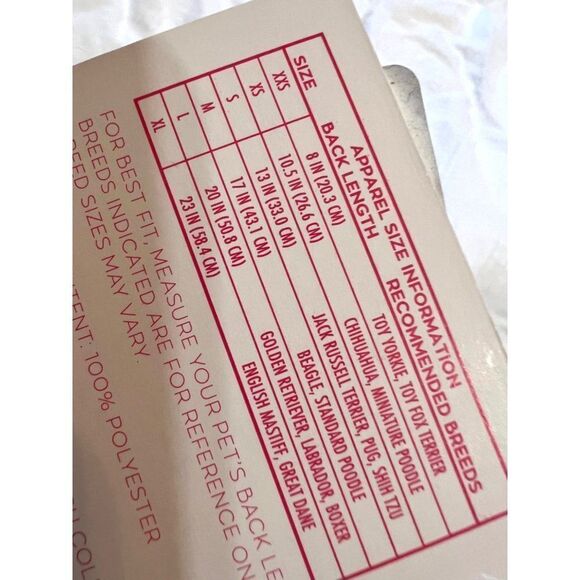 APPAREL SIZE INFORMATION
SIZE BACK LENGTH RECOMMENDED BREEDS
XXS 8 IN (20.3 CM) TOY YORKIE, TOY FOX TERRIER
XS 10.5 IN (26.6 CM) CHIHUAHUA, MINIATURE POODLE
S 13 IN (33.0 CM) JACK RUSSELL TERRIER, PUG, SHIH TZU
M 17 IN (43.1 CM) BEAGLE, STANDARD POODLE
L 20 IN (50.8 CM) GOLDEN RETRIEVER, LABRADOR, BOXER
XL 23 IN (58.4 CM) ENGLISH MASTIFF, GREAT DANE
FOR BEST FIT, MEASURE YOUR PET'S BACK
BREEDS INDICATED ARE FOR REFERENCE
SIZES MAY VARY.
100% POLYESTER